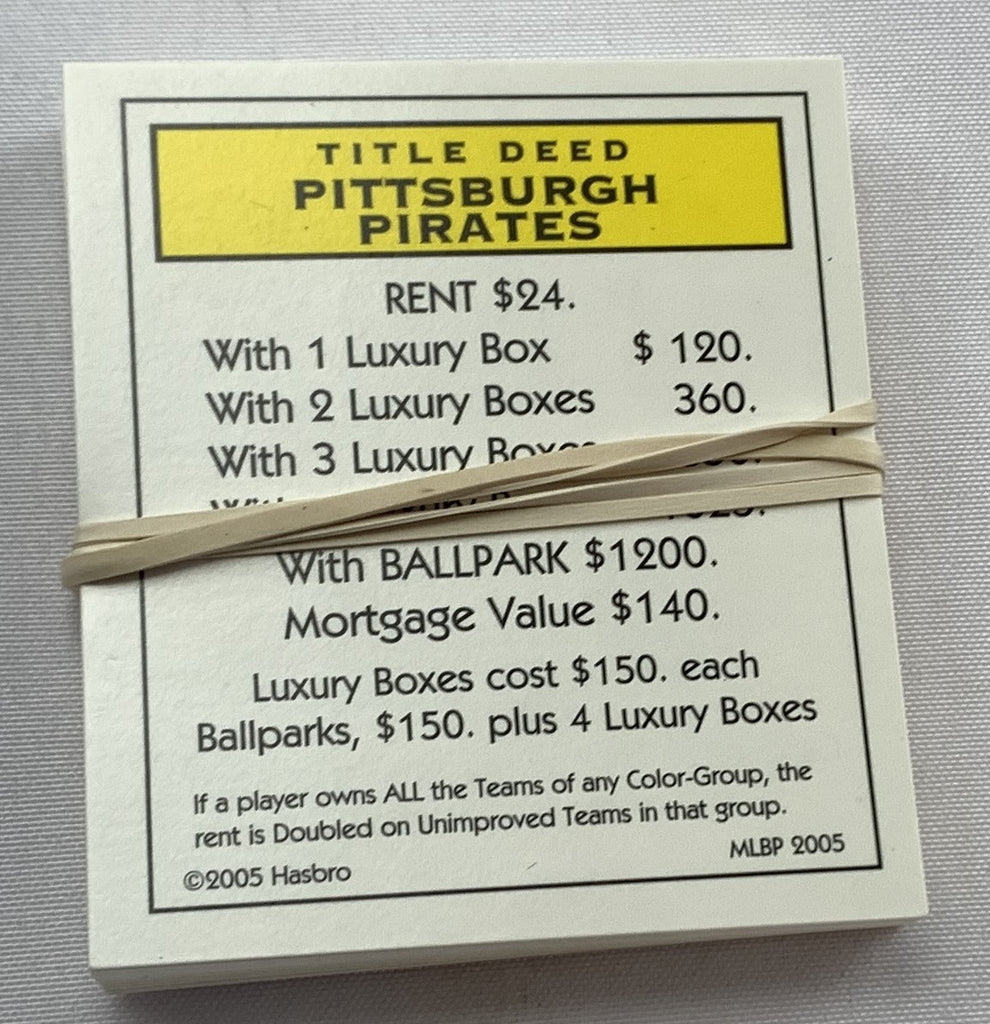 TITLE DEED
PITTSBURGH
PIRATES
RENT $24.
With 1 Luxury Box $ 120.
With 2 Luxury Boxes 360.
With 3 Luxury Boxes
With BALLPARK $1200.
Mortgage Value $140.
Luxury Boxes cost $150. each
Ballparks, $150. plus 4 Luxury Boxes
If a player owns ALL the Teams of any Color-Group, the
rent is Doubled on Unimproved Teams in that group.
©2005 Hasbro MLBP 2005